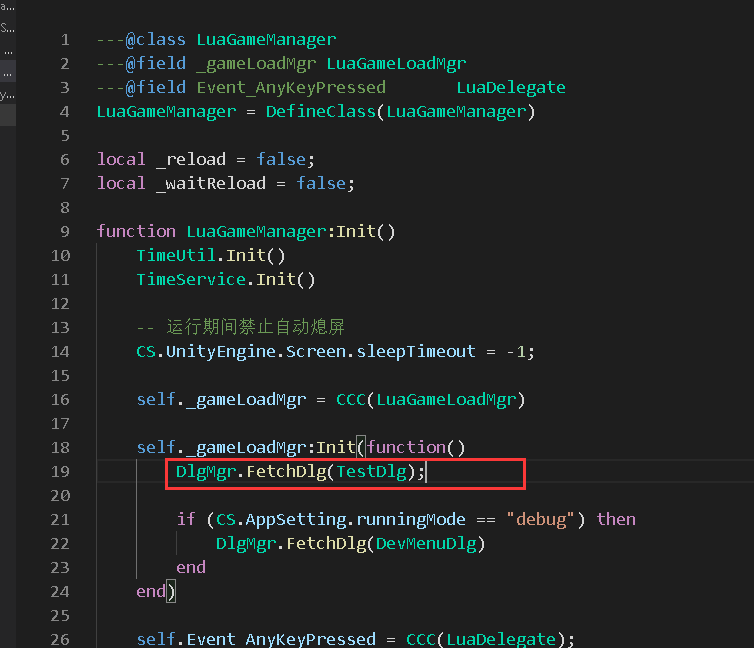 a...
S...
...
...
y...
1 ---@class LuaGameManager
2 ---@field _gameLoadMgr LuaGameLoadMgr
3 ---@field Event_AnyKeyPressed LuaDelegate
4 LuaGameManager = DefineClass(LuaGameManager)
5
6 local _reload = false;
7 local _waitReload = false;
8
9 function LuaGameManager:Init()
10 TimeUtil.Init()
11 TimeService.Init()
12
13 -- 运行期间禁止自动熄屏
14 CS.UnityEngine.Screen.sleepTimeout = -1;
15
16 self._gameLoadMgr = CCC(LuaGameLoadMgr)
17
18 self._gameLoadMgr:Init(function()
19 DlgMgr.FetchDlg(TestDlg);
20
21 if (CS.AppSetting.runningMode == "debug") then
22 DlgMgr.FetchDlg(DevMenuDlg)
23 end
24 end)
25
26 self.Event_AnyKeyPressed = CCC(LuaDelegate);